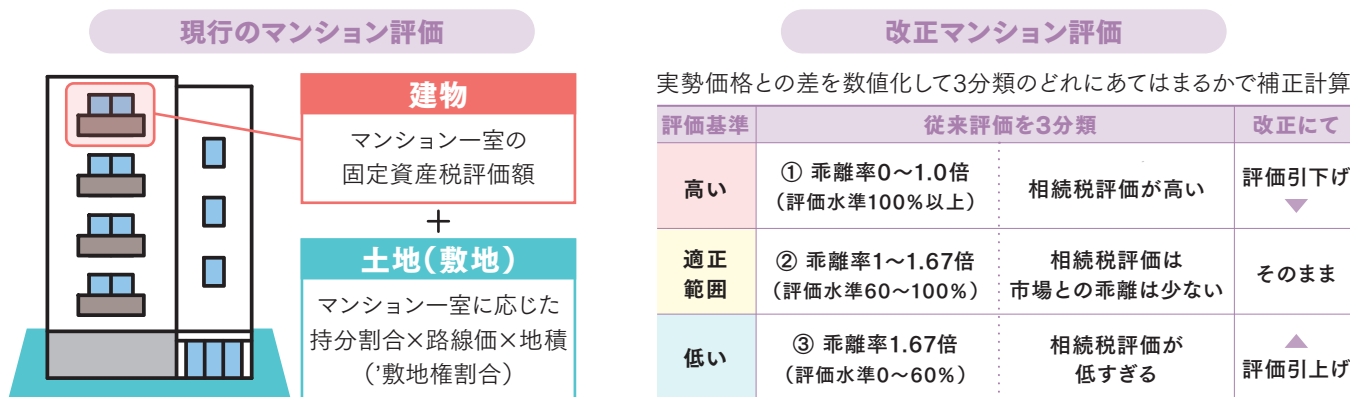 現行のマンション評価
建物
マンション一室の
固定資産税評価額
+
土地(敷地)
マンション一室に応じた
持分割合×路線価×地積
(’敷地権割合)
改正マンション評価
実勢価格との差を数値化して3分類のどれにあてはまるかで補正計算
評価基準 従来評価を3分類 改正にて
高い
① 乖離率0〜1.0倍
(評価水準100%以上)
相続税評価が高い
評価引下げ
▼
適正
範囲
② 乖離率1〜1.67倍
(評価水準60〜100%)
相続税評価は
市場との乖離は少ない
そのまま
低い
③ 乖離率1.67倍
(評価水準0〜60%)
相続税評価が
低すぎる
▲
評価引上げ